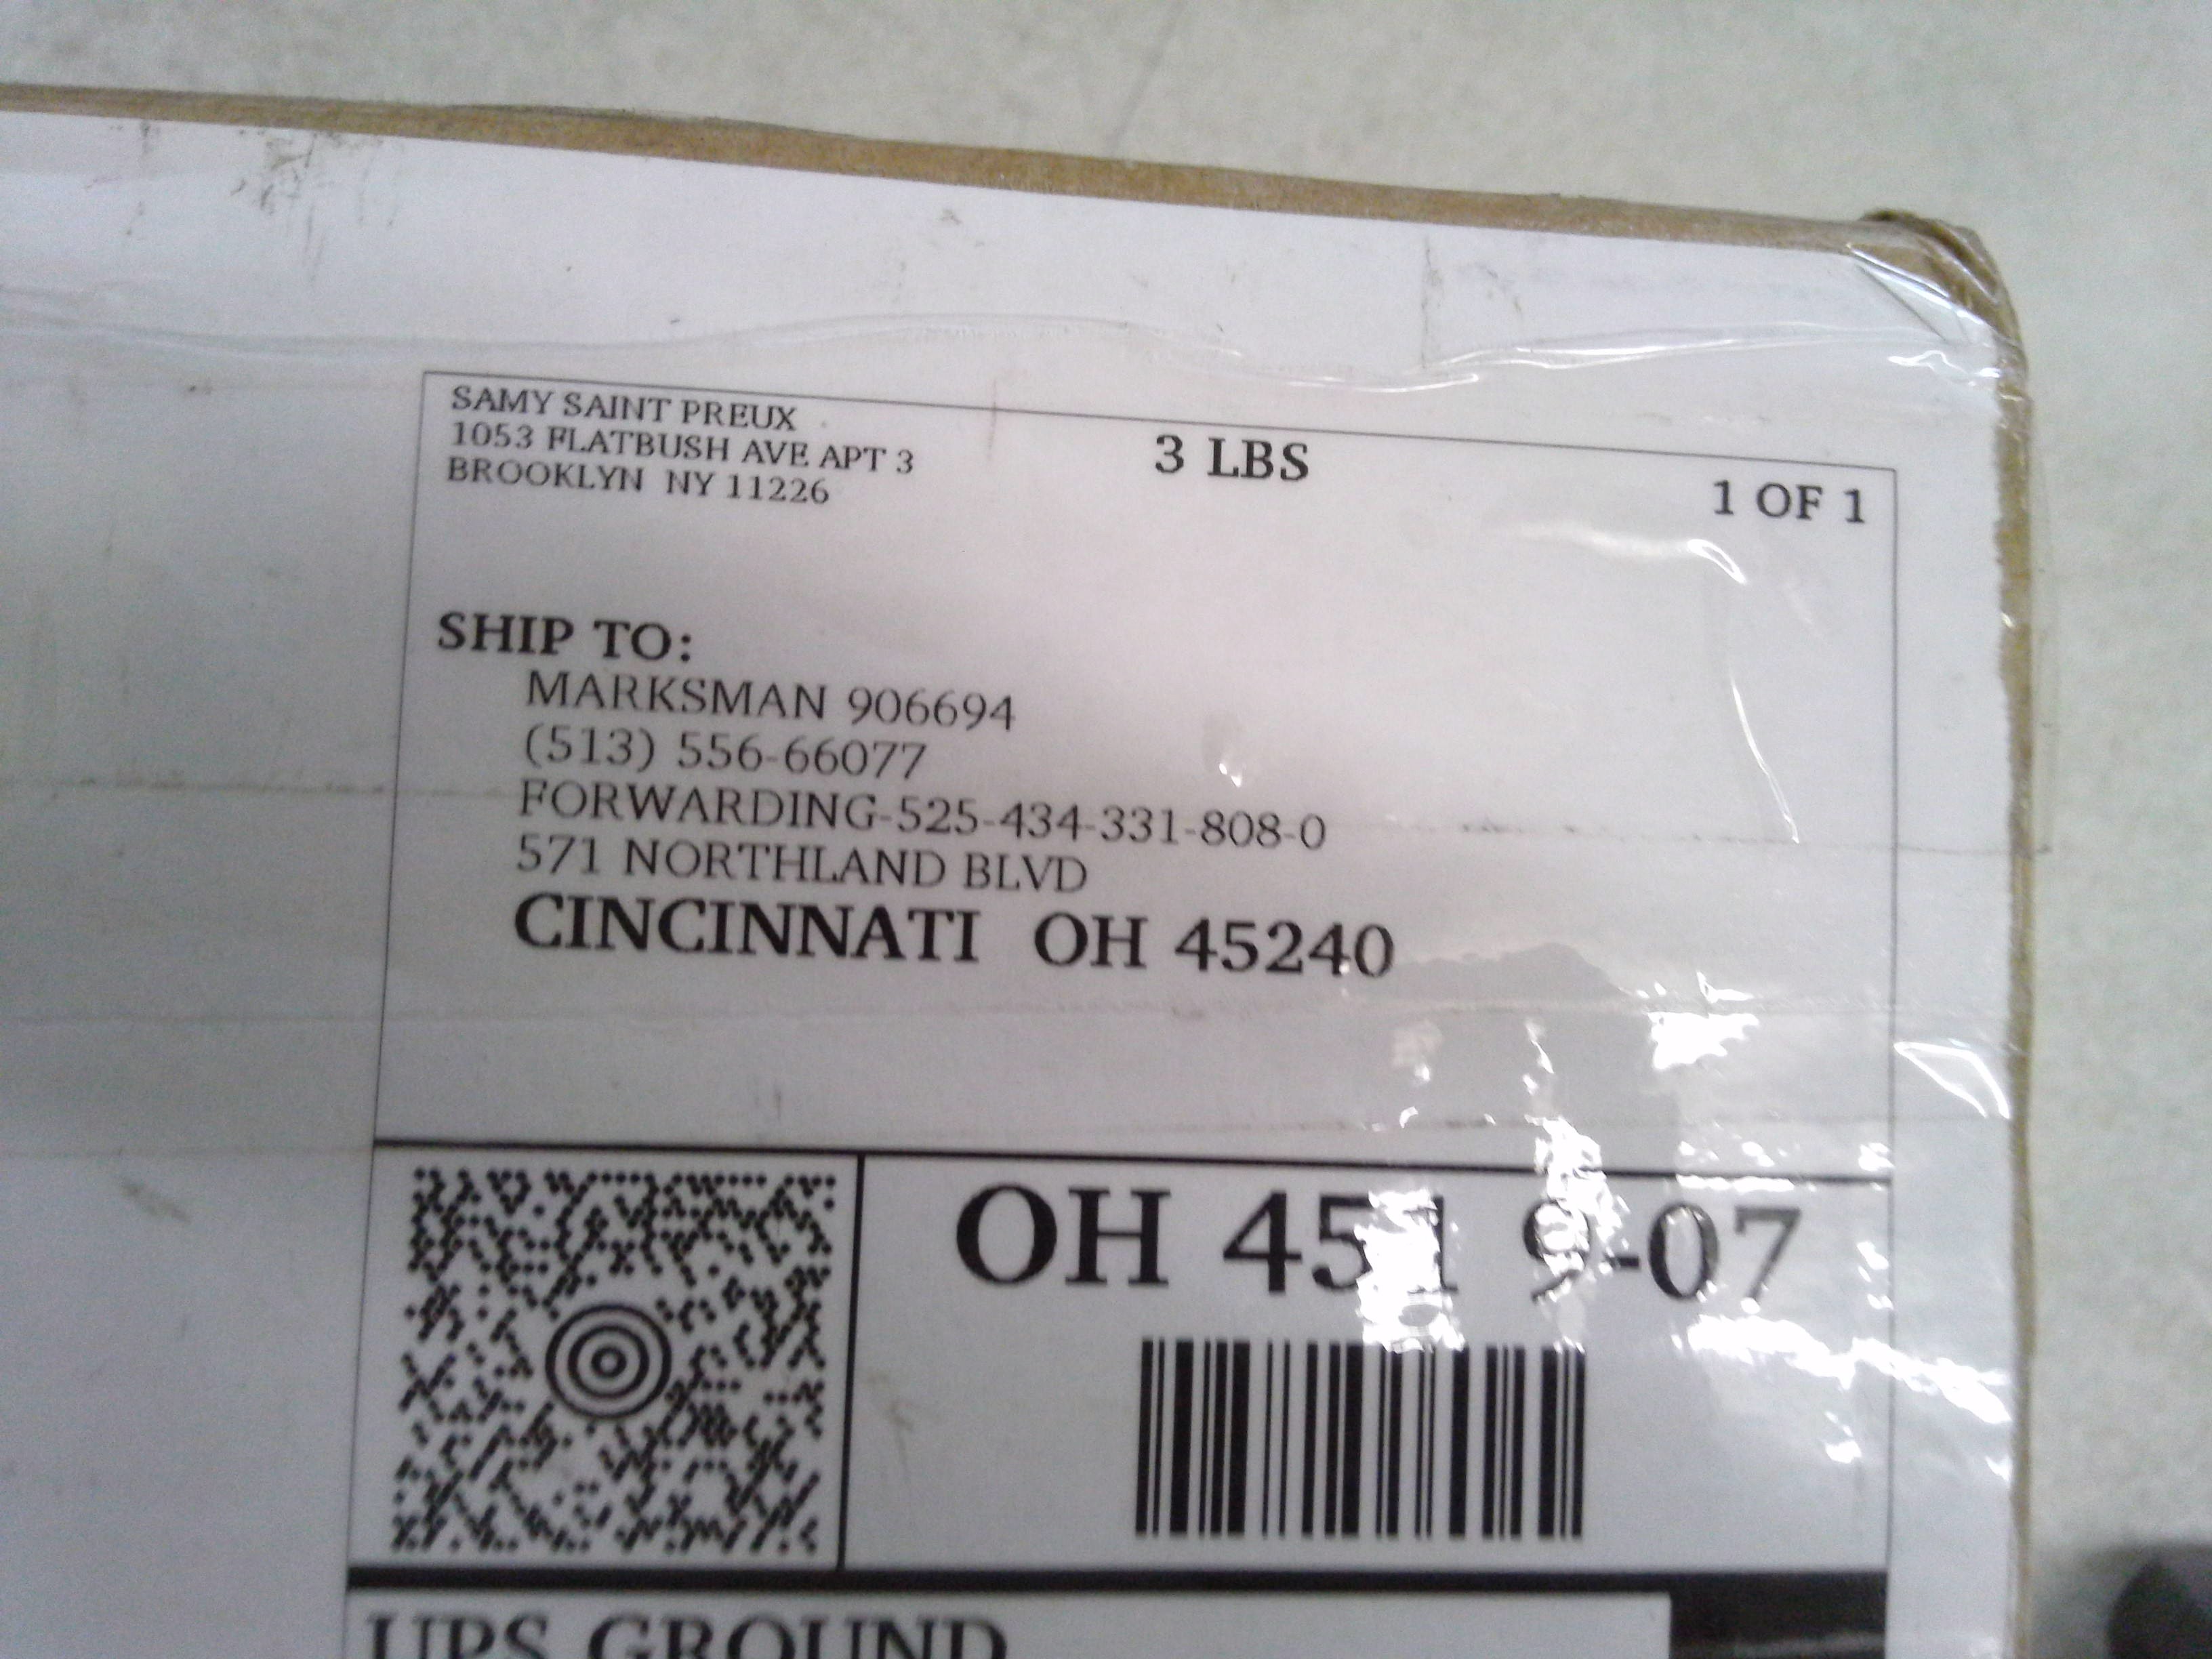 SAMY SAINT PREUX
1053 FLATBUSH AVE APT 3
BROOKLYN NY 11226
3 LBS
1 OF 1
SHIP TO:
MARKSMAN 906694
(513) 556-66077
FORWARDING-525-434-331-808-0
571 NORTHLAND BLVD
CINCINNATI OH 45240
OH 451 9-07
UPS GROUND